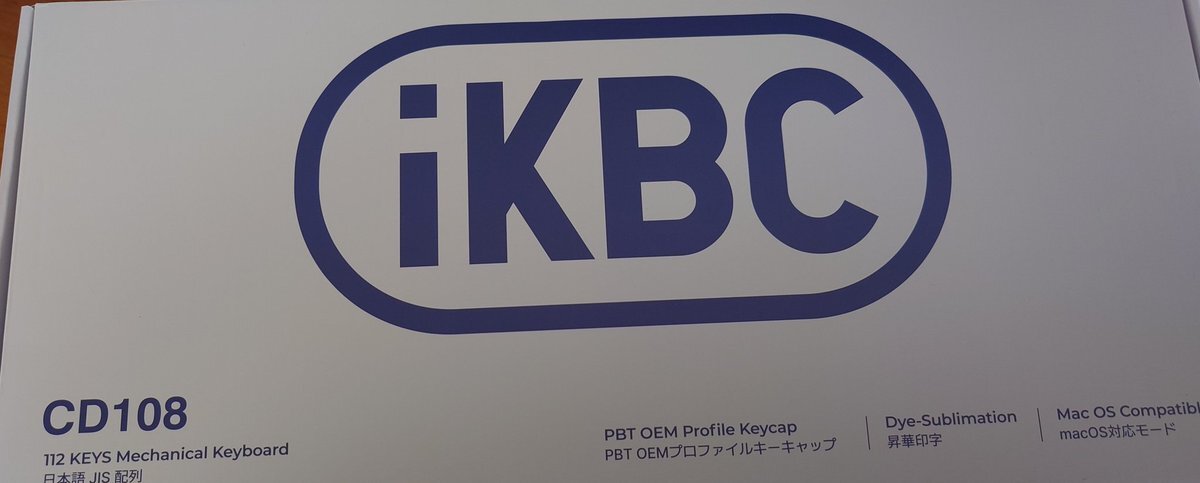 iKBC
CD108
112 KEYS Mechanical Keyboard
日本語 JIS 配列
PBT OEM Profile Keycap
PBT OEMプロファイルキーキャップ
Dye-Sublimation
昇華印字
Mac OS Compatibl
macOS対応モード